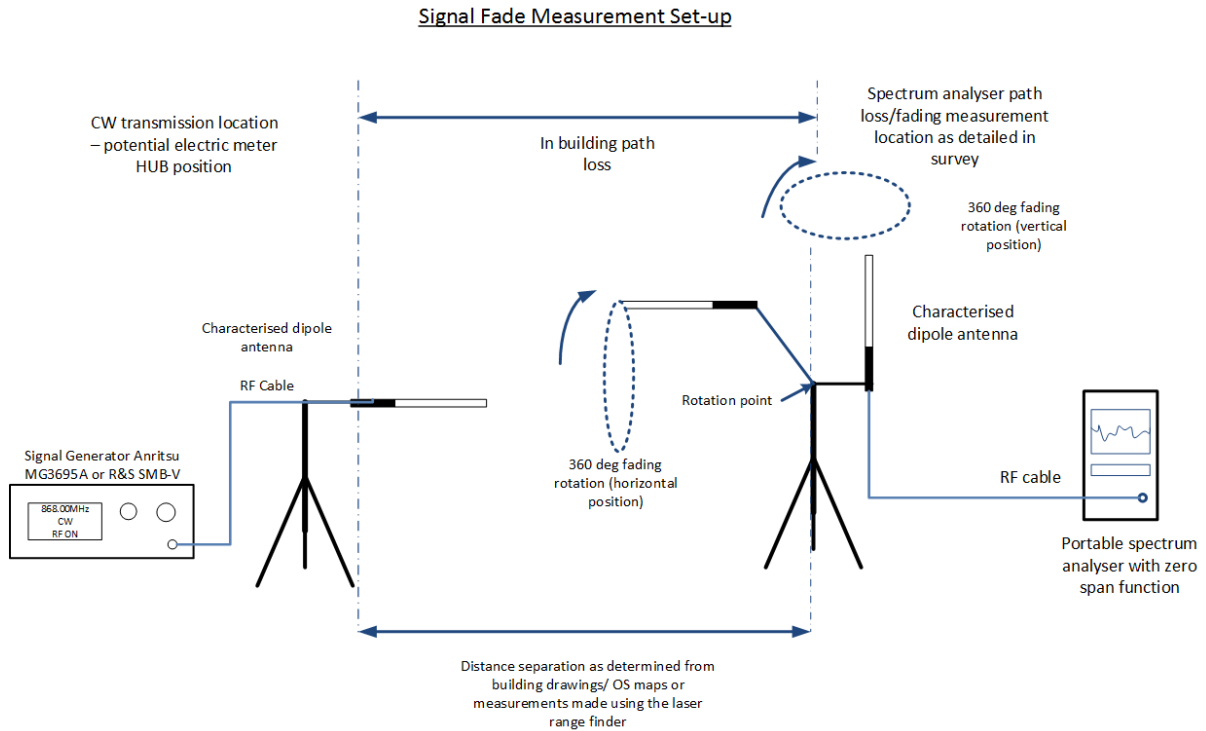 Signal Fade Measurement Set-up
CW transmission location
– potential electric meter
HUB position
In building path
loss
Spectrum analyser path
loss/fading measurement
location as detailed in
survey
360 deg fading
rotation (vertical
position)
Characterised dipole
antenna
RF Cable
Characterised
dipole antenna
Rotation point
Signal Generator Anritsu
MG3695A or R&S SMB-V
868.00MHz
CW
RF ON
360 deg fading
rotation (horizontal
position)
RF cable
Portable spectrum
analyser with zero
span function
Distance separation as determined from
building drawings/ OS maps or
measurements made using the laser
range finder